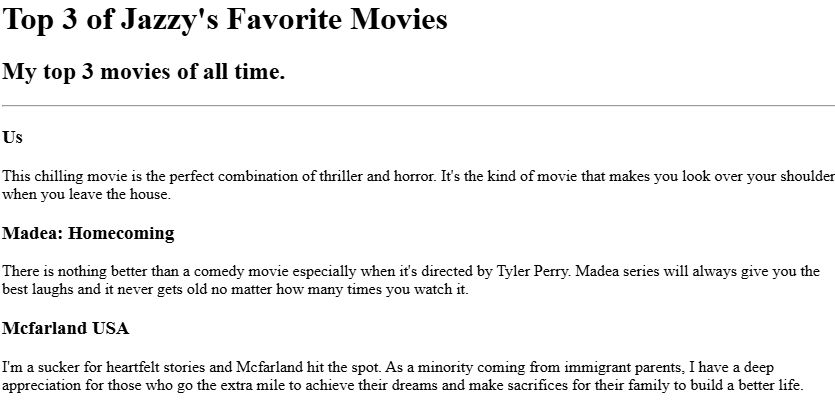 Top 3 of Jazzy's Favorite Movies
My top 3 movies of all time.
Us
This chilling movie is the perfect combination of thriller and horror. It's the kind of movie that makes you look over your shoulder
when you leave the house.
Madea: Homecoming
There is nothing better than a comedy movie especially when it's directed by Tyler Perry. Madea series will always give you the
best laughs and it never gets old no matter how many times you watch it.
Mcfarland USA
I'm a sucker for heartfelt stories and Mcfarland hit the spot. As a minority coming from immigrant parents, I have a deep
appreciation for those who go the extra mile to achieve their dreams and make sacrifices for their family to build a better life.